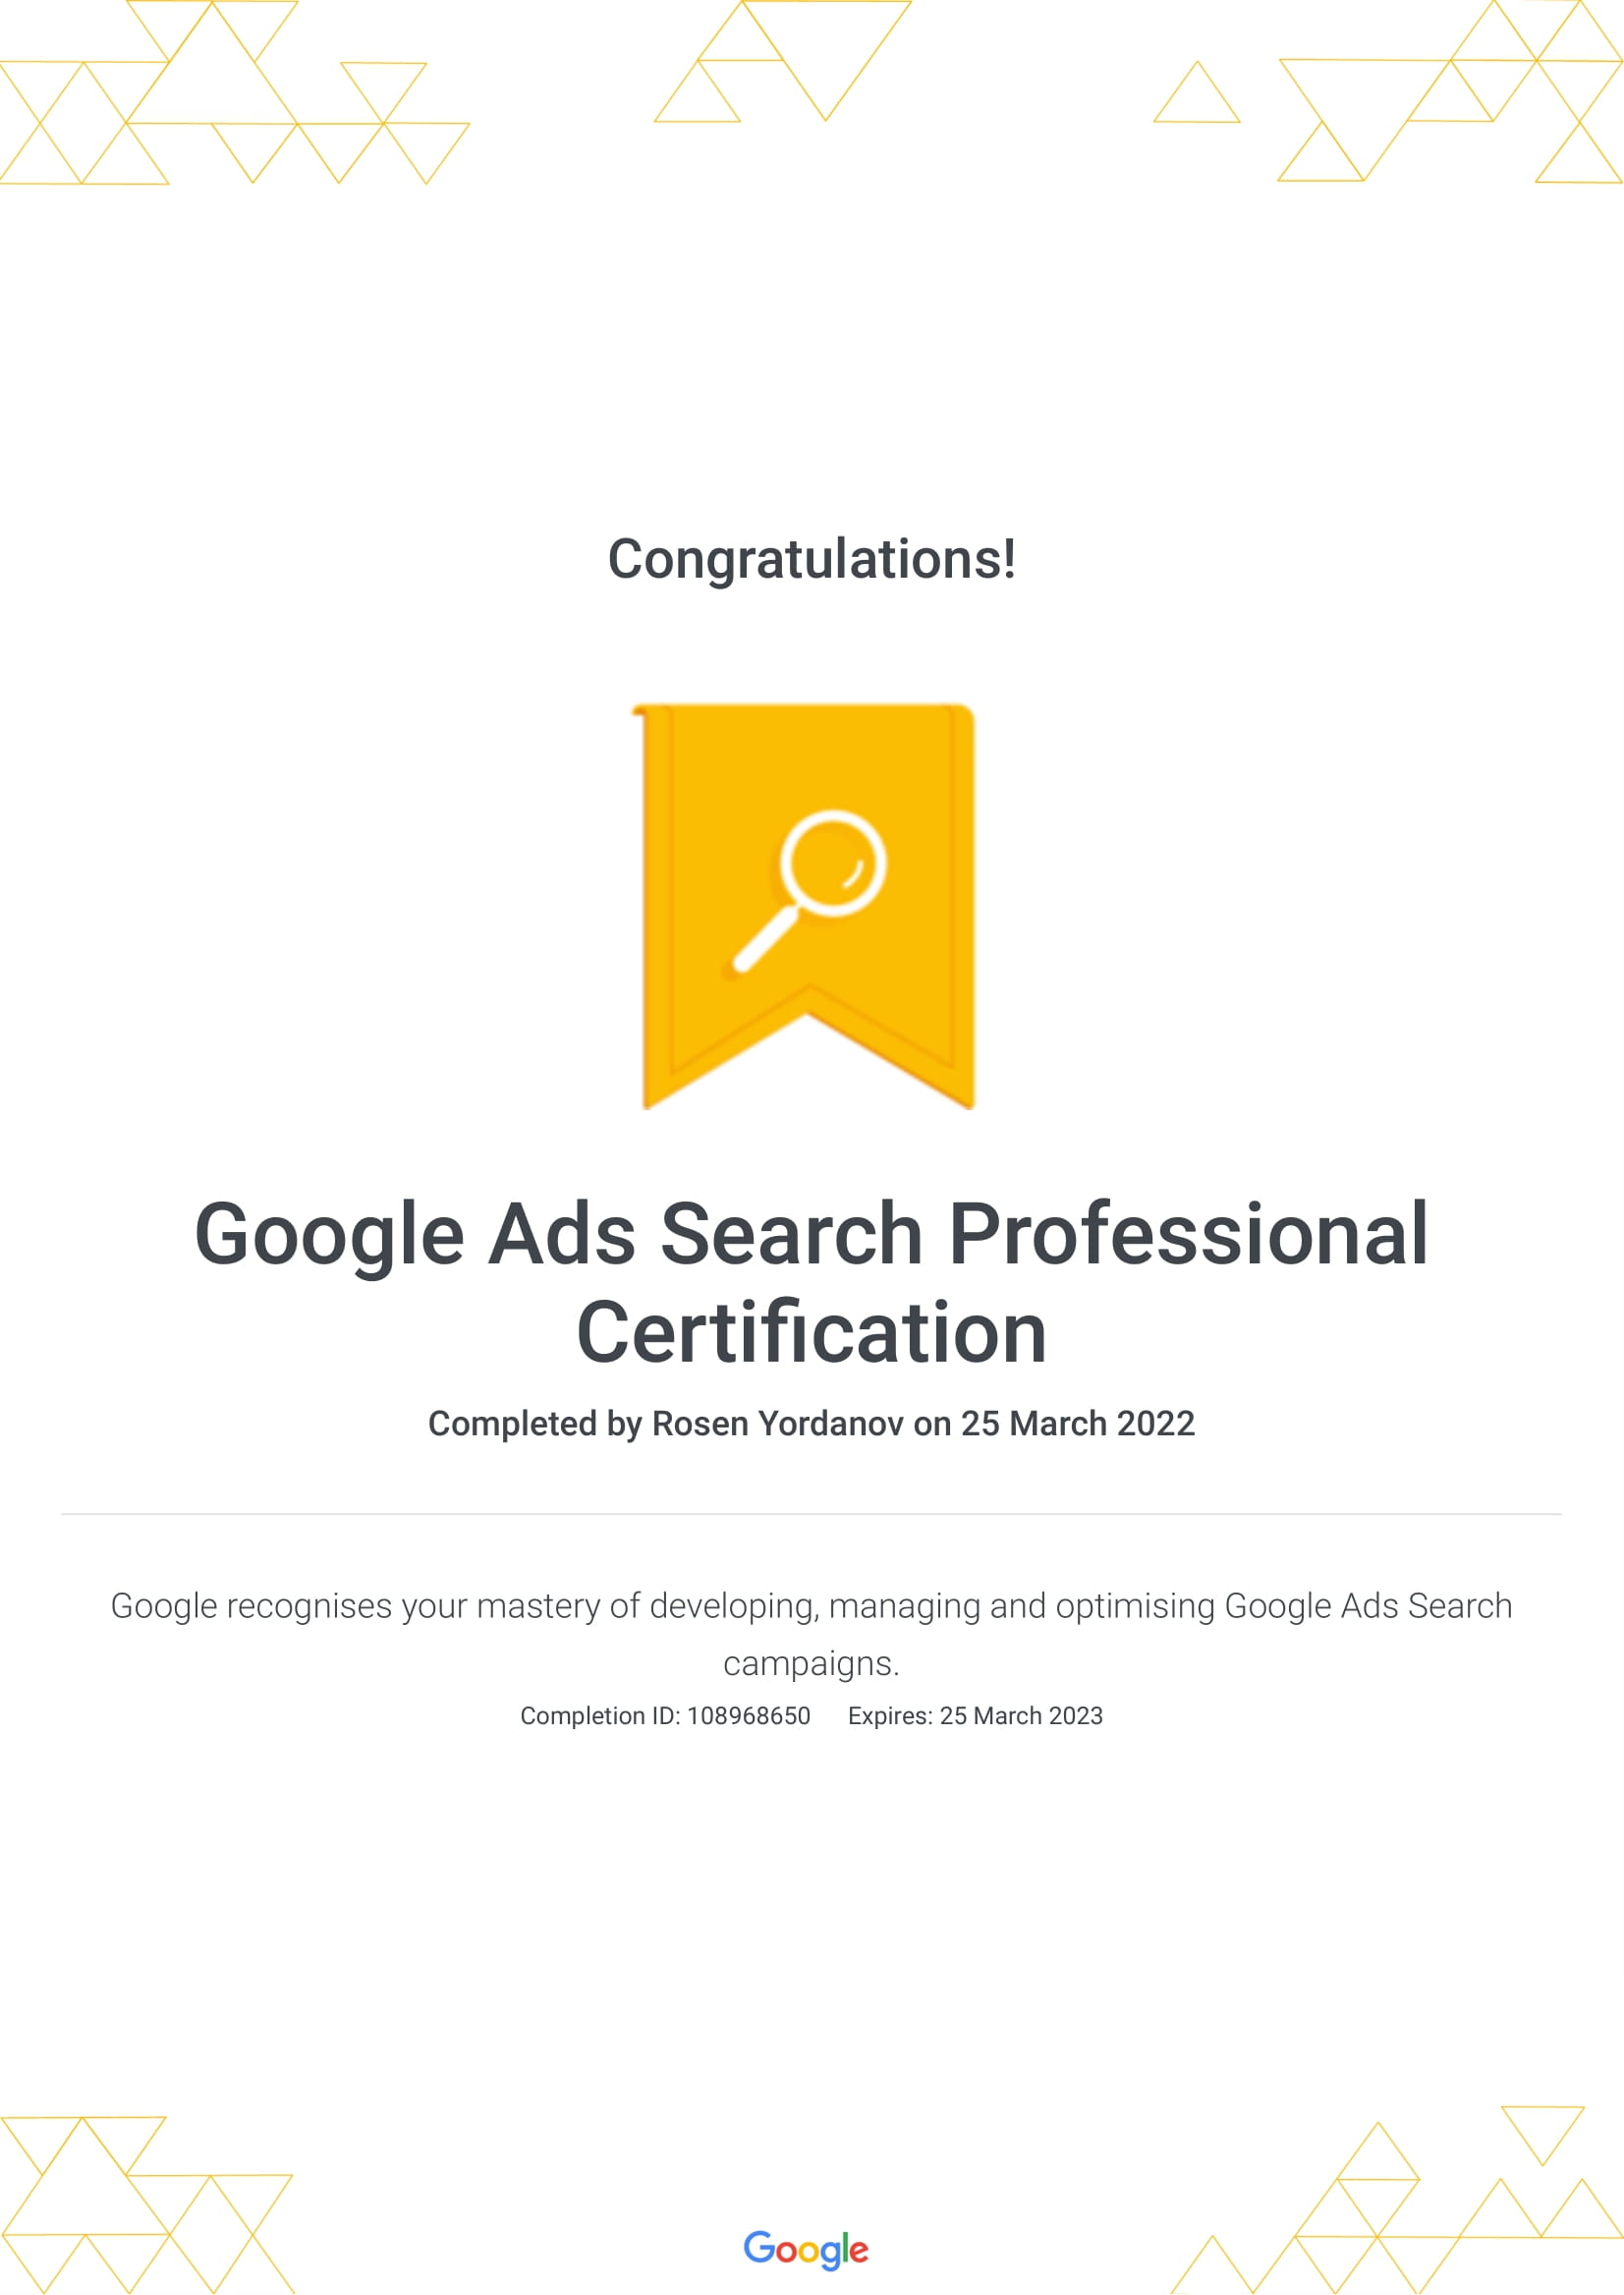 Congratulations!
Google Ads Search Professional
Certification
Completed by Rosen Yordanov on 25 March 2022
Google recognises your mastery of developing, managing and optimising Google Ads Search
campaigns.
Completion ID: 108968650 Expires: 25 March 2023
Google